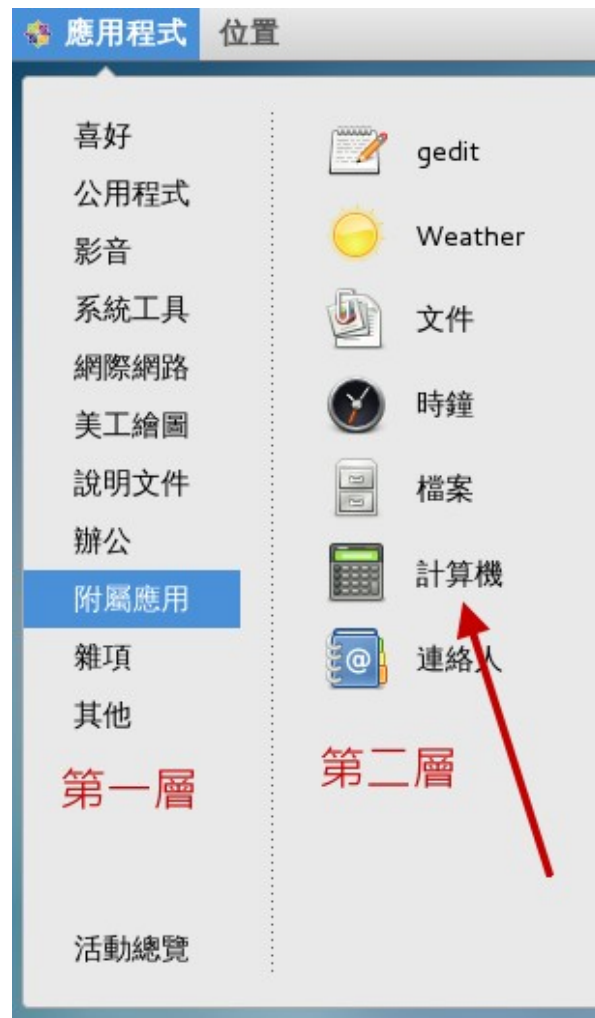 應用程式 位置
喜好
公用程式
影音
系統工具
網際網路
美工繪圖
說明文件
辦公
附屬應用
雜項
其他
第一層
活動總覽
gedit
Weather
文件
時鐘
檔案
計算機
連絡人
第二層